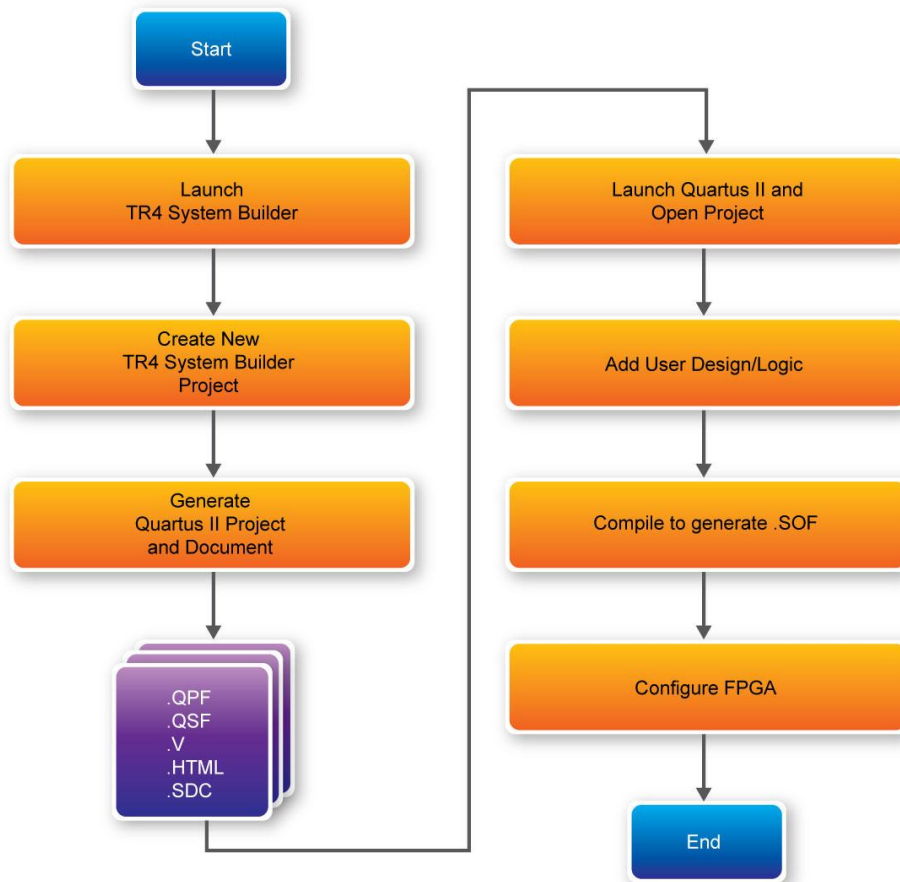 Start
Launch
TR4 System Builder
Create New
TR4 System Builder
Project
Generate
Quartus II Project
and Document
.QPF
.QSF
.V
.HTML
.SDC
Launch Quartus II and
Open Project
Add User Design/Logic
Compile to generate .SOF
Configure FPGA
End